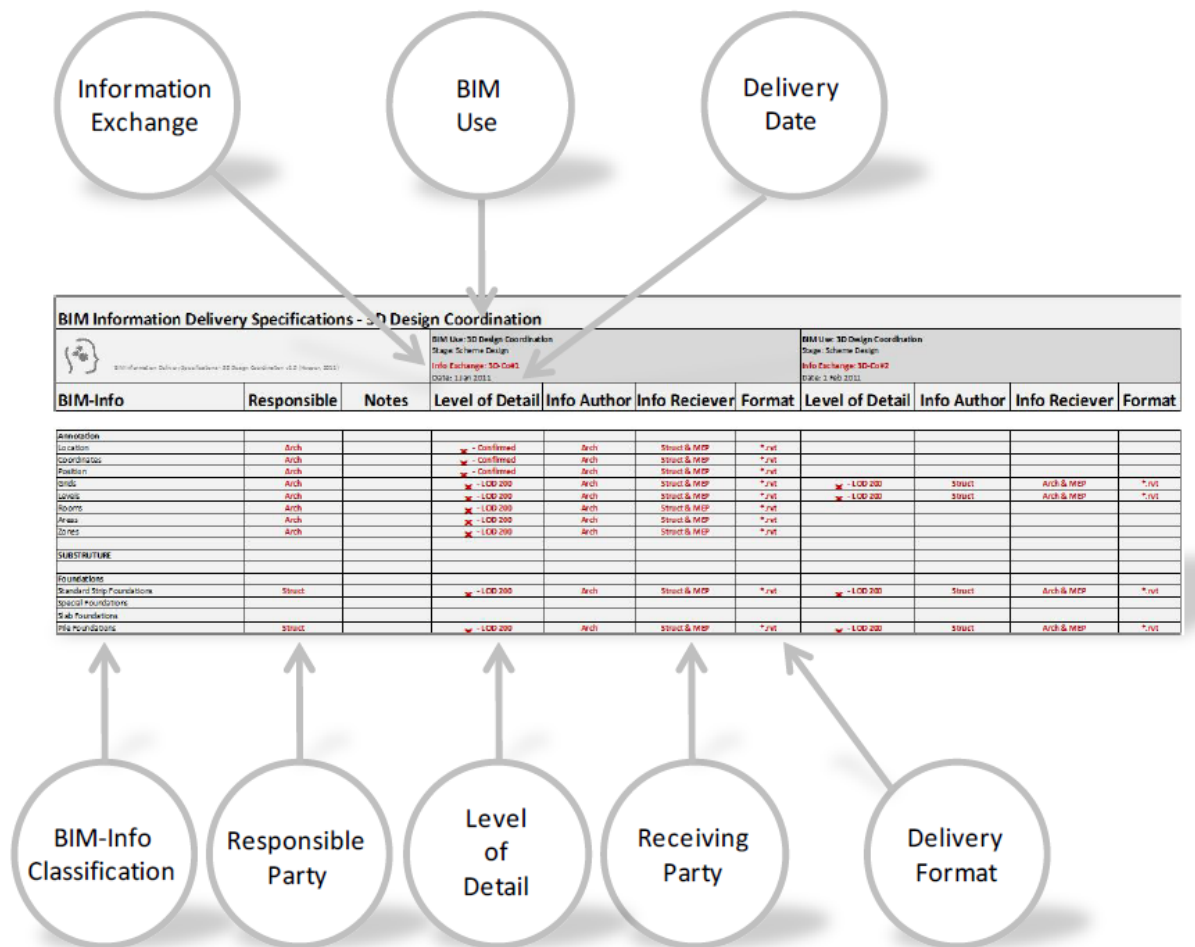 Information
Exchange
BIM
Use
Delivery
Date
BIM Information Delivery Specifications - 3D Design Coordination
BIM Use: 3D Design Coordination
Stage: Scheme Design
Info Exchange: 3D-Co#1
Date: 1 Jan 2011
BIM Use: 3D Design Coordination
Stage: Scheme Design
Info Exchange: 3D-Co#2
Date: 1 Feb 2011
BIM Information Delivery Specifications - 3D Design Coordination
BIM-Info Responsible Notes Level of Detail Info Author Info Reciever Format Level of Detail Info Author Info Reciever Format
Annotation
Location Arch x - Confirmed Arch Struct & MEP *.rvt
Coordinates Arch x - Confirmed Arch Struct & MEP *.rvt
Position Arch x - Confirmed Arch Struct & MEP *.rvt
Grids Arch x - LOD 200 Arch Struct & MEP *.rvt x - LOD 200 Struct Arch & MEP *.rvt
Levels Arch x - LOD 200 Arch Struct & MEP *.rvt x - LOD 200 Struct Arch & MEP *.rvt
Rooms Arch x - LOD 200 Arch Struct & MEP *.rvt
Areas Arch x - LOD 200 Arch Struct & MEP *.rvt
Zones Arch x - LOD 200 Arch Struct & MEP *.rvt
SUBSTRUTURE
Foundations
Standard Strip Foundations Struct x - LOD 200 Arch Struct & MEP *.rvt x - LOD 200 Struct Arch & MEP *.rvt
Special Foundations
Slab Foundations
Pile Foundations Struct x - LOD 200 Arch Struct & MEP *.rvt x - LOD 200 Struct Arch & MEP *.rvt
BIM-Info
Classification
Responsible
Party
Level
of
Detail
Receiving
Party
Delivery
Format